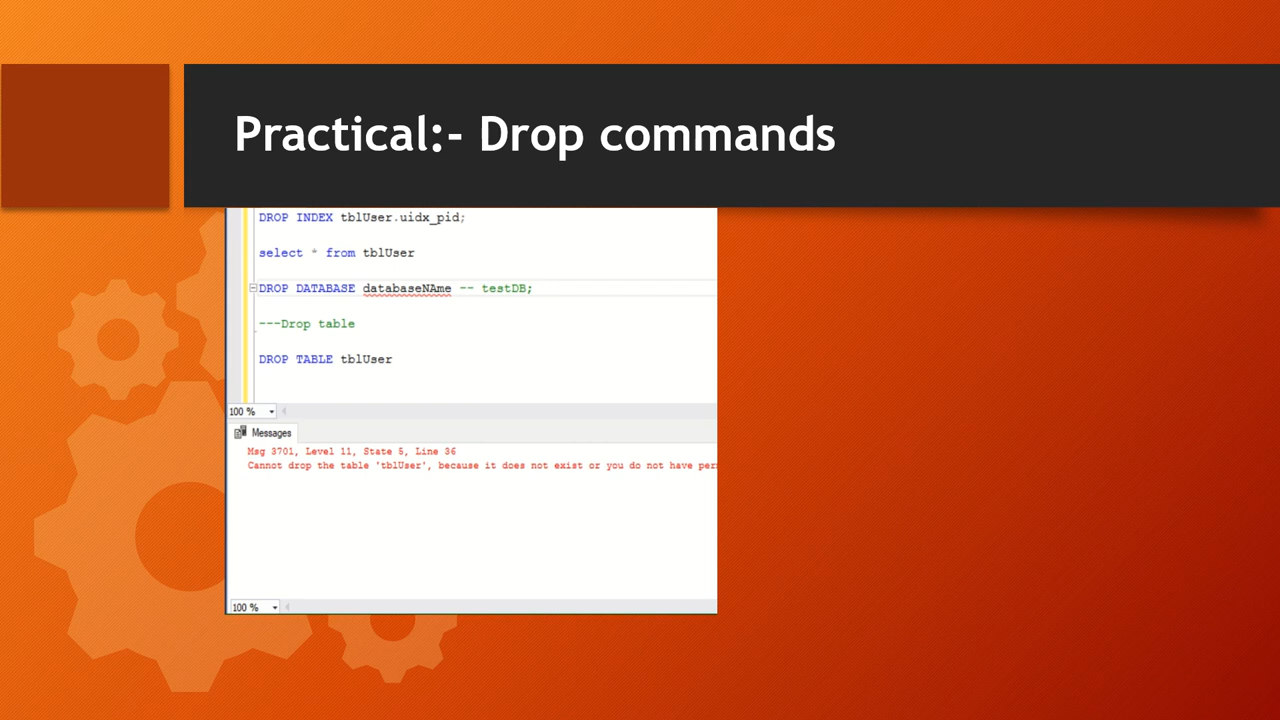 Practical:- Drop commands
DROP INDEX tblUser.uidx_pid;
select * from tblUser
DROP DATABASE databaseNAme -- testDB;
---Drop table
DROP TABLE tblUser
100 %
Messages
Msg 3701, Level 11, State 5, Line 36
Cannot drop the table 'tblUser', because it does not exist or you do not have per
100 %